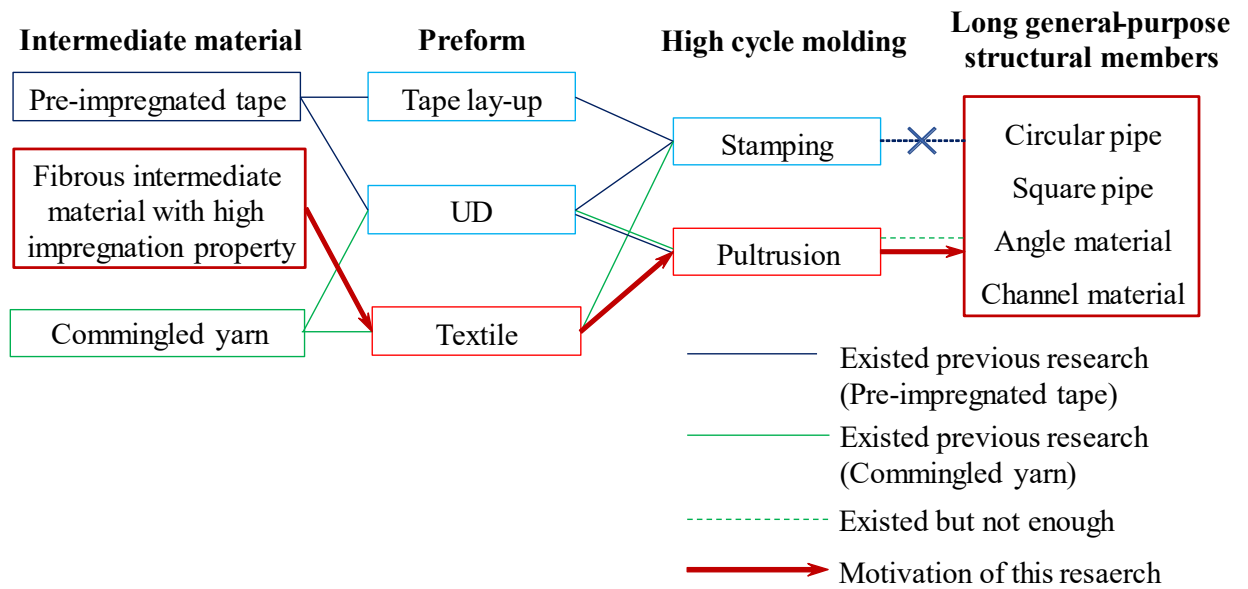 Intermediate material
Preform
High cycle molding
Long general-purpose
structural members
Pre-impregnated tape
Tape lay-up
Stamping
Circular pipe
Square pipe
Angle material
Channel material
Fibrous intermediate
material with high
impregnation property
UD
Pultrusion
Commingled yarn
Textile
Existed previous research
(Pre-impregnated tape)
Existed previous research
(Commingled yarn)
Existed but not enough
Motivation of this resaerch